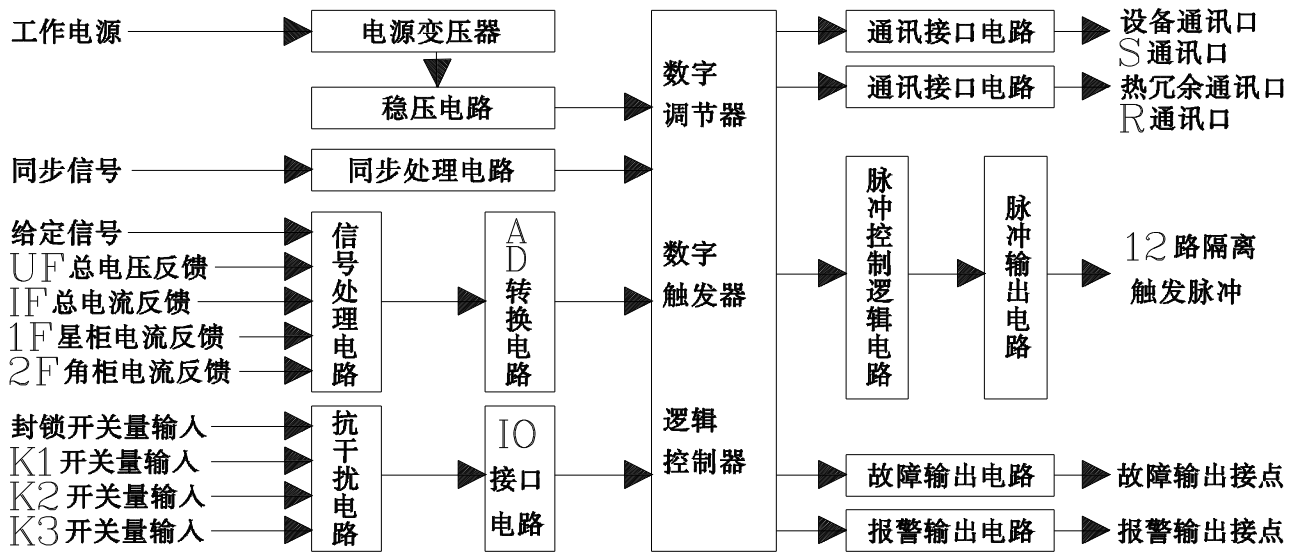 工作电源
电源变压器
稳压电路
同步信号
同步处理电路
给定信号
UF总电压反馈
IF总电流反馈
1F星柜电流反馈
2F角柜电流反馈
信号处理电路
AD转换电路
封锁开关量输入
K1开关量输入
K2开关量输入
K3开关量输入
抗干扰电路
IO
接口
电路
数字
调节器
数字
触发器
逻辑
控制器
通讯接口电路
设备通讯口
S通讯口
通讯接口电路
热冗余通讯口
R通讯口
脉冲控制逻辑电路
脉冲输出电路
12路隔离
触发脉冲
故障输出电路
故障输出接点
报警输出电路
报警输出接点